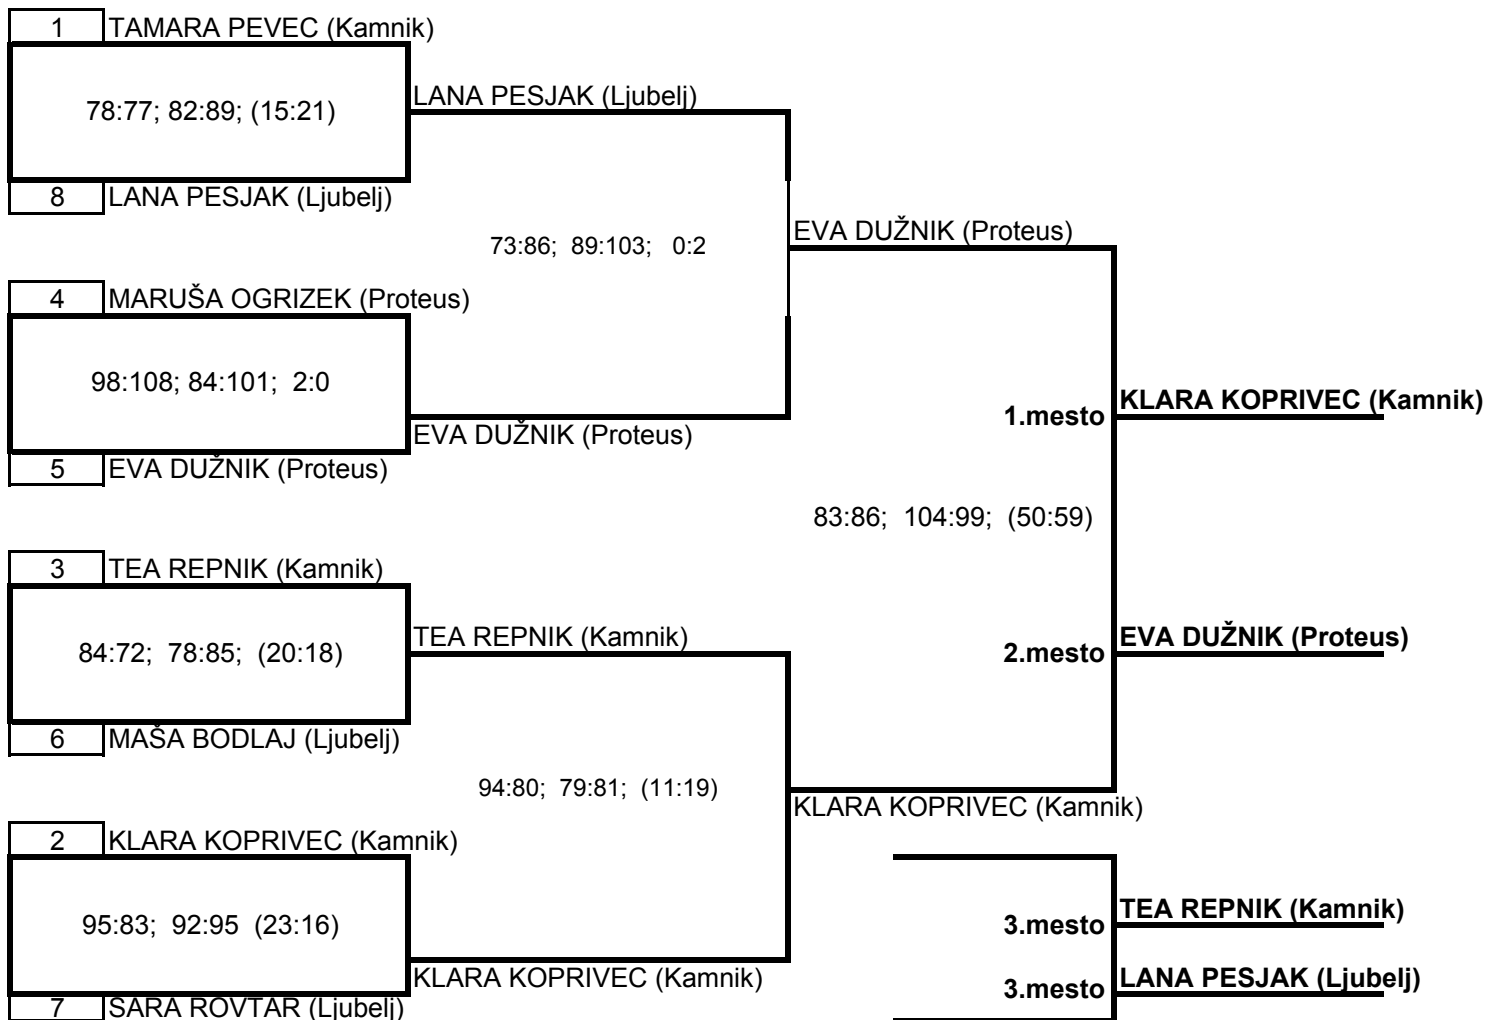 1 TAMARA PEVEC (Kamnik)
78:77; 82:89; (15:21)
LANA PESJAK (Ljubelj)
8 LANA PESJAK (Ljubelj)
73:86; 89:103; 0:2
EVA DUŽNIK (Proteus)
4 MARUŠA OGRIZEK (Proteus)
98:108; 84:101; 2:0
EVA DUŽNIK (Proteus)
5 EVA DUŽNIK (Proteus)
1.mesto KLARA KOPRIVEC (Kamnik)
83:86; 104:99; (50:59)
3 TEA REPNIK (Kamnik)
84:72; 78:85; (20:18)
TEA REPNIK (Kamnik)
2.mesto EVA DUŽNIK (Proteus)
6 MAŠA BODLAJ (Ljubelj)
94:80; 79:81; (11:19)
KLARA KOPRIVEC (Kamnik)
2 KLARA KOPRIVEC (Kamnik)
95:83; 92:95 (23:16)
3.mesto TEA REPNIK (Kamnik)
KLARA KOPRIVEC (Kamnik)
3.mesto LANA PESJAK (Ljubelj)
7 SARA ROVTAR (Ljubelj)